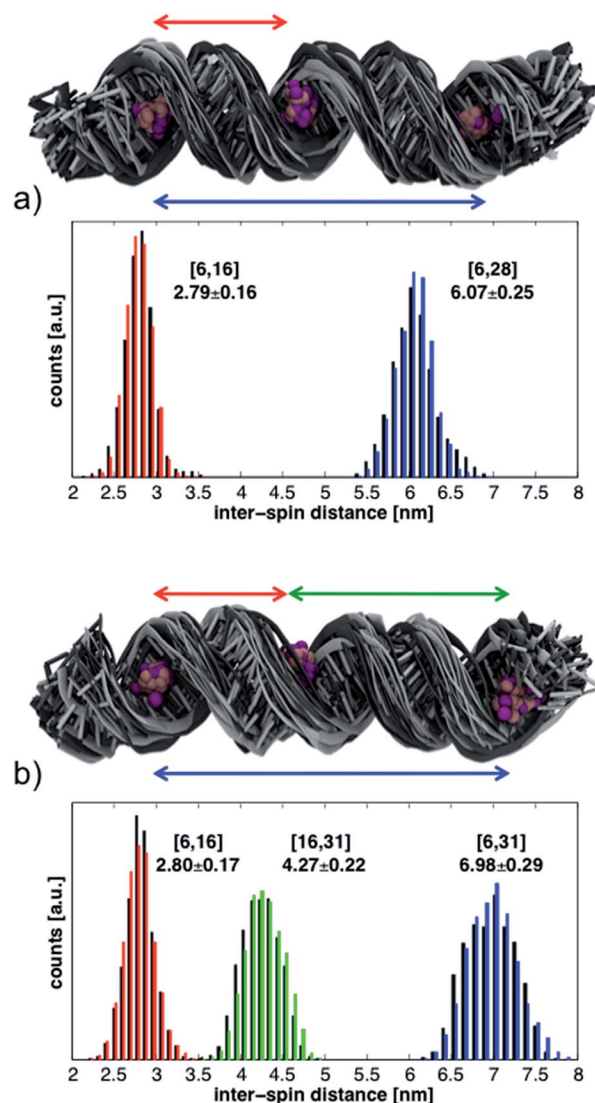 a)
[6,16]
2.79±0.16
[6,28]
6.07±0.25
counts [a.u.]
2 2.5 3 3.5 4 4.5 5 5.5 6 6.5 7 7.5 8
inter-spin distance [nm]
b)
[6,16] [16,31] [6,31]
2.80±0.17 4.27±0.22 6.98±0.29
counts [a.u.]
2 2.5 3 3.5 4 4.5 5 5.5 6 6.5 7 7.5 8
inter-spin distance [nm]